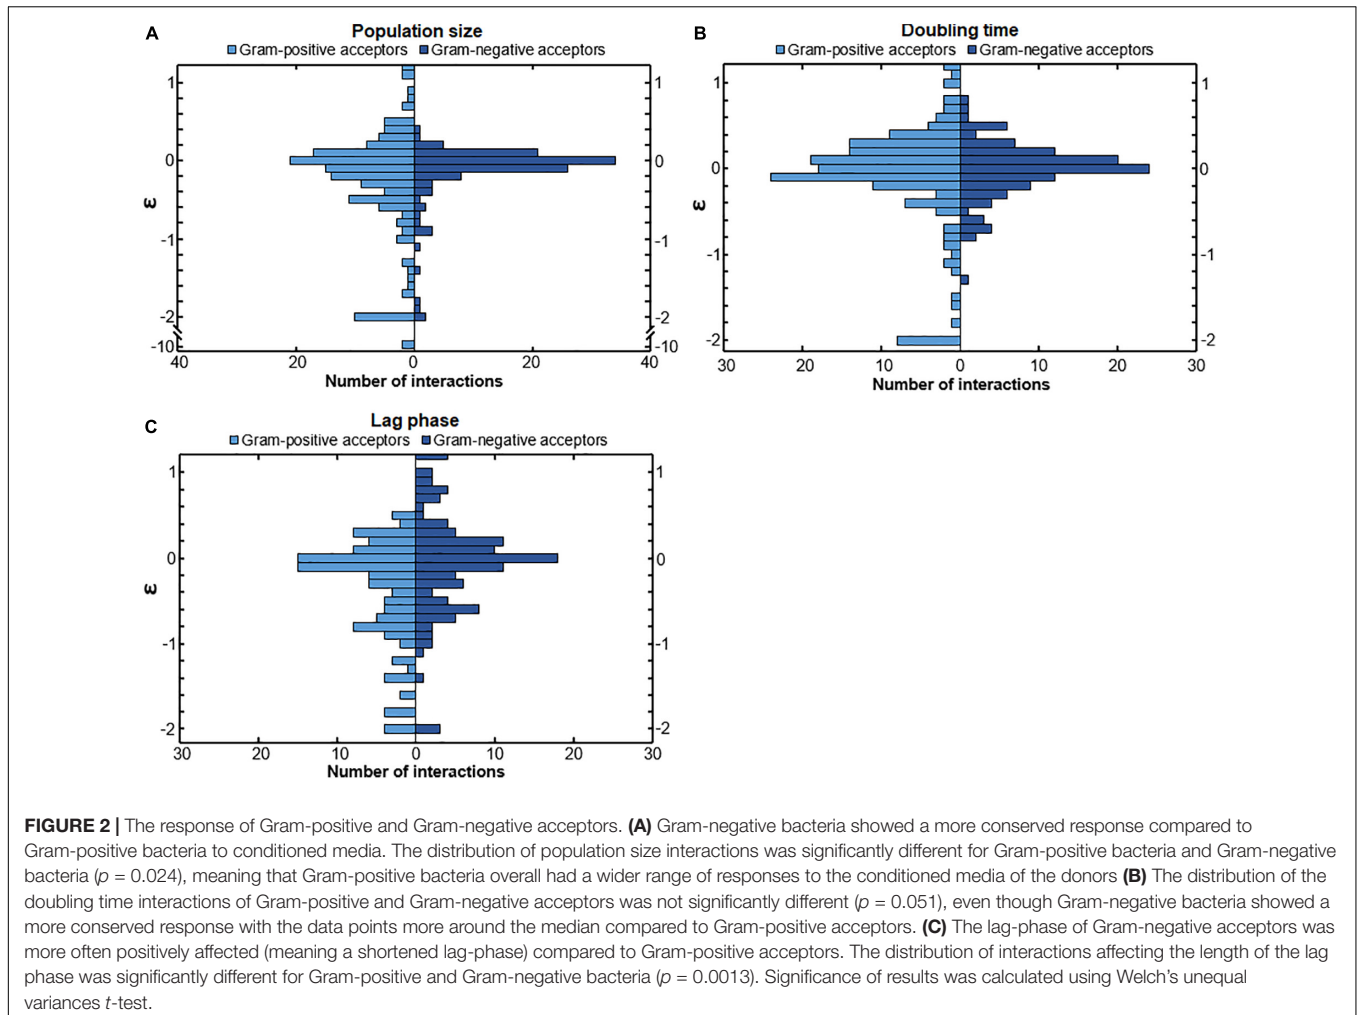 A
Population size
Gram-positive acceptors Gram-negative acceptors
1 1
0 0
ε
-1 -1
-2 -2
-10 -10
40 20 0 20 40
Number of interactions
B
Doubling time
Gram-positive acceptors Gram-negative acceptors
1 1
0 0
ε
-1 -1
-2 -2
30 20 10 0 10 20 30
Number of interactions
C
Lag phase
Gram-positive acceptors Gram-negative acceptors
1 1
0 0
ε
-1 -1
-2 -2
30 20 10 0 10 20 30
Number of interactions
FIGURE 2 | The response of Gram-positive and Gram-negative acceptors. (A) Gram-negative bacteria showed a more conserved response compared to
Gram-positive bacteria to conditioned media. The distribution of population size interactions was significantly different for Gram-positive bacteria and Gram-negative
bacteria (p = 0.024), meaning that Gram-positive bacteria overall had a wider range of responses to the conditioned media of the donors (B) The distribution of the
doubling time interactions of Gram-positive and Gram-negative acceptors was not significantly different (p = 0.051), even though Gram-negative bacteria showed a
more conserved response with the data points more around the median compared to Gram-positive acceptors. (C) The lag-phase of Gram-negative acceptors was
more often positively affected (meaning a shortened lag-phase) compared to Gram-positive acceptors. The distribution of interactions affecting the length of the lag
phase was significantly different for Gram-positive and Gram-negative bacteria (p = 0.0013). Significance of results was calculated using Welch's unequal
variances t-test.